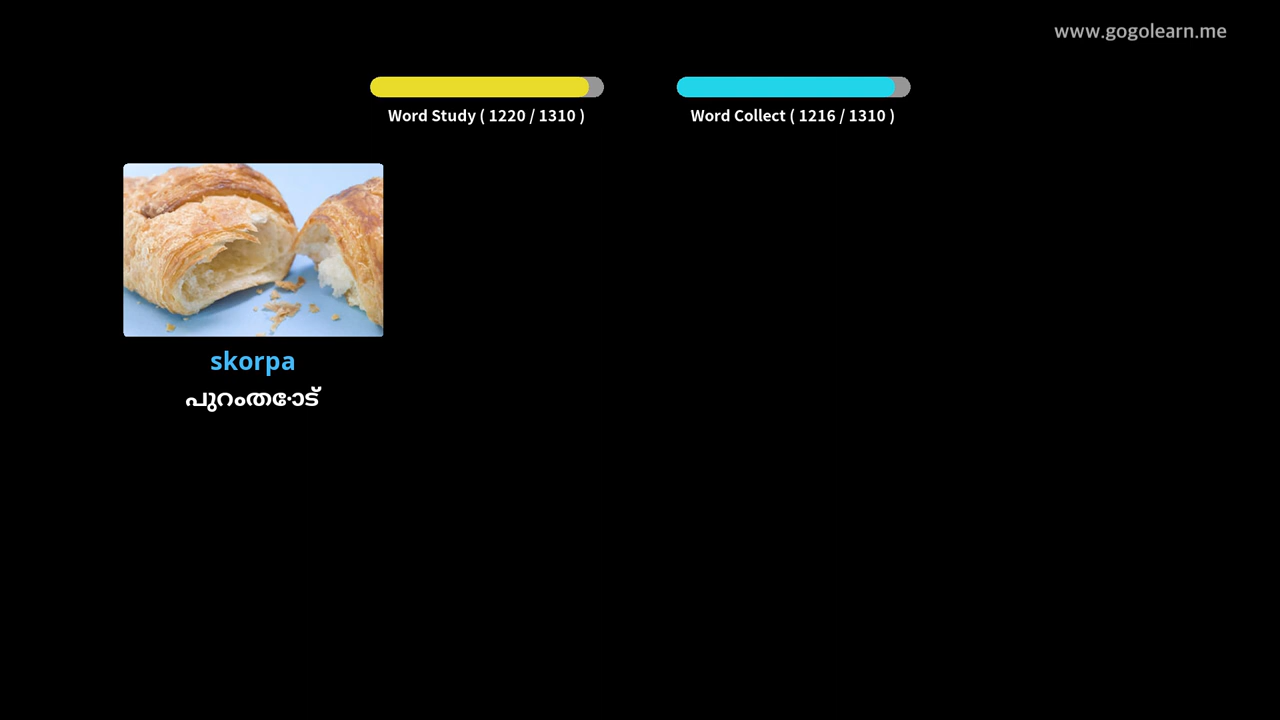 www.gogolearn.me
Word Study ( 1220 / 1310 )
Word Collect ( 1216 / 1310 )
skorpa
പുറംതോട്